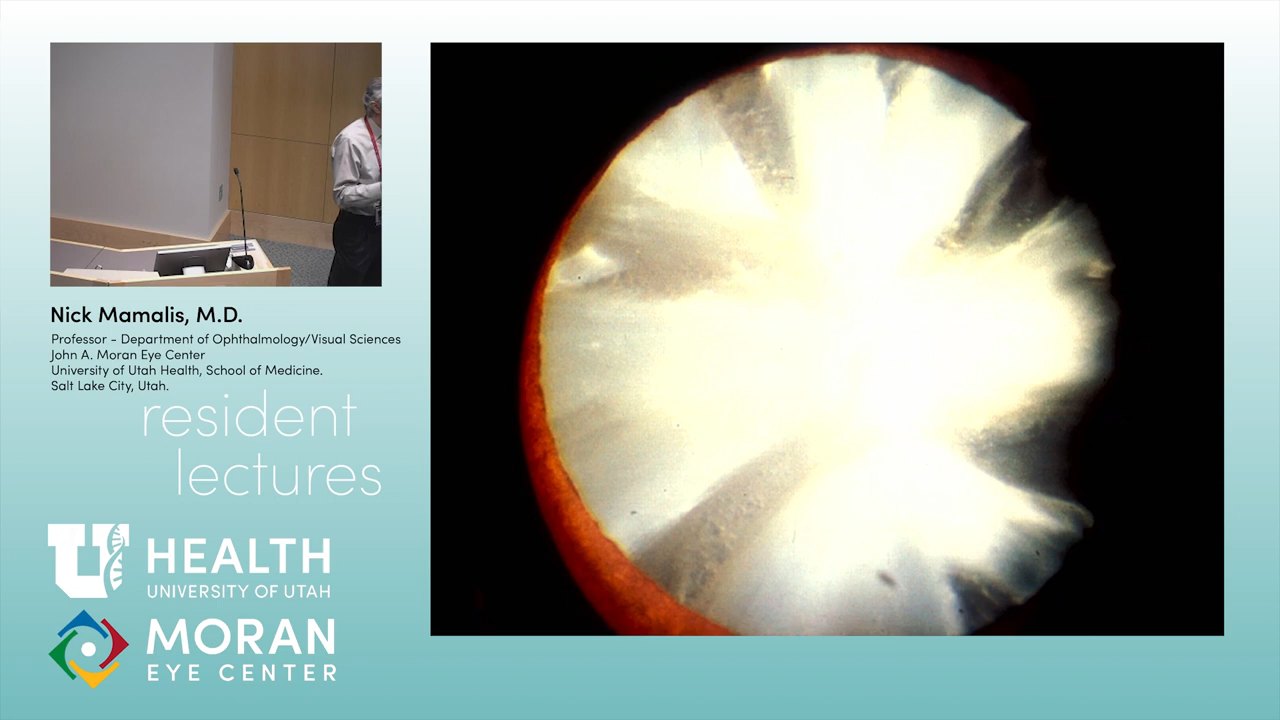 Nick Mamalis, M.D.
Professor - Department of Ophthalmology/Visual Sciences
John A. Moran Eye Center
University of Utah Health, School of Medicine.
Salt Lake City, Utah.
resident
lectures
U HEALTH
UNIVERSITY OF UTAH
MORAN
EYE CENTER